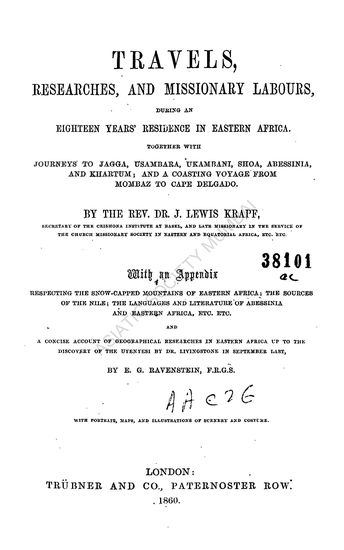 TRAVELS,
RESEARCHES, AND MISSIONARY LABOURS,
DURING AN
EIGHTEEN YEARS' RESIDENCE IN EASTERN AFRICA.
TOGETHER WITH
JOURNEYS TO JAGGA, USAMBARA, UKAMBANI, SHOA, ABESSINIA,
AND KHARTUM; AND A COASTING VOYAGE FROM
MOMBAZ TO CAPE DELGADO.
BY THE REV. DR. J. LEWIS KRAPF,
SECRETARY OF THE CHRISHONA INSTITUTE AT BASEL, AND LATE MISSIONARY IN THE SERVICE OF
THE CHURCH MISSIONARY SOCIETY IN EASTERN AND EQUATORIAL AFRICA, ETC. ETC.
38101
With an Appendix
RESPECTING THE SNOW-CAPPED MOUNTAINS OF EASTERN AFRICA; THE SOURCES
OF THE NILE; THE LANGUAGES AND LITERATURE OF ABESSINIA
AND EASTERN AFRICA, ETC. ETC.
AND
A CONCISE ACCOUNT OF GEOGRAPHICAL RESEARCHES IN EASTERN AFRICA UP TO THE
DISCOVERY OF THE UYENYESI BY DR. LIVINGSTONE IN SEPTEMBER LAST,
BY E. G. RAVENSTEIN, F.R.G.S.
WITH PORTRAIT, MAPS, AND ILLUSTRATIONS OF SCENERY AND COSTUME.
LONDON:
TRÜBNER AND CO., PATERNOSTER ROW.
1860.
ASIATIC SOCIETY MUMBAI